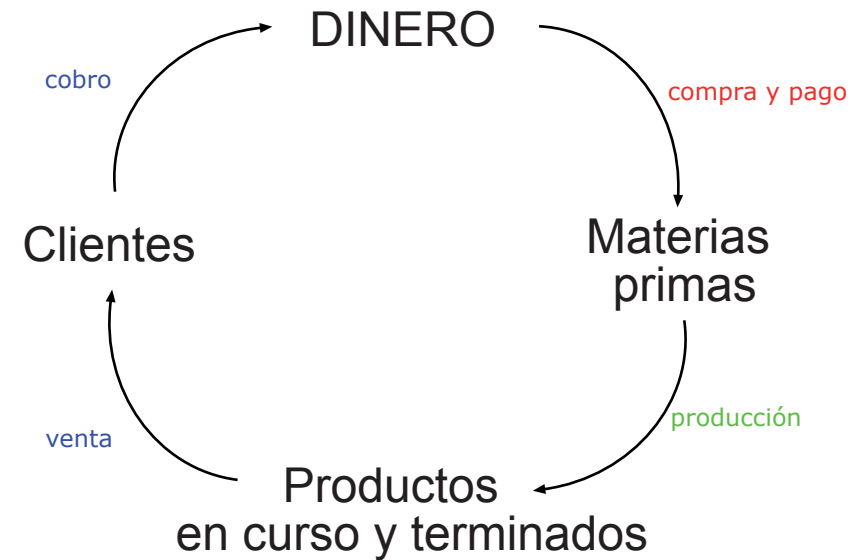 DINERO
cobro
compra y pago
Clientes
Materias
primas
producción
venta
Productos
en curso y terminados